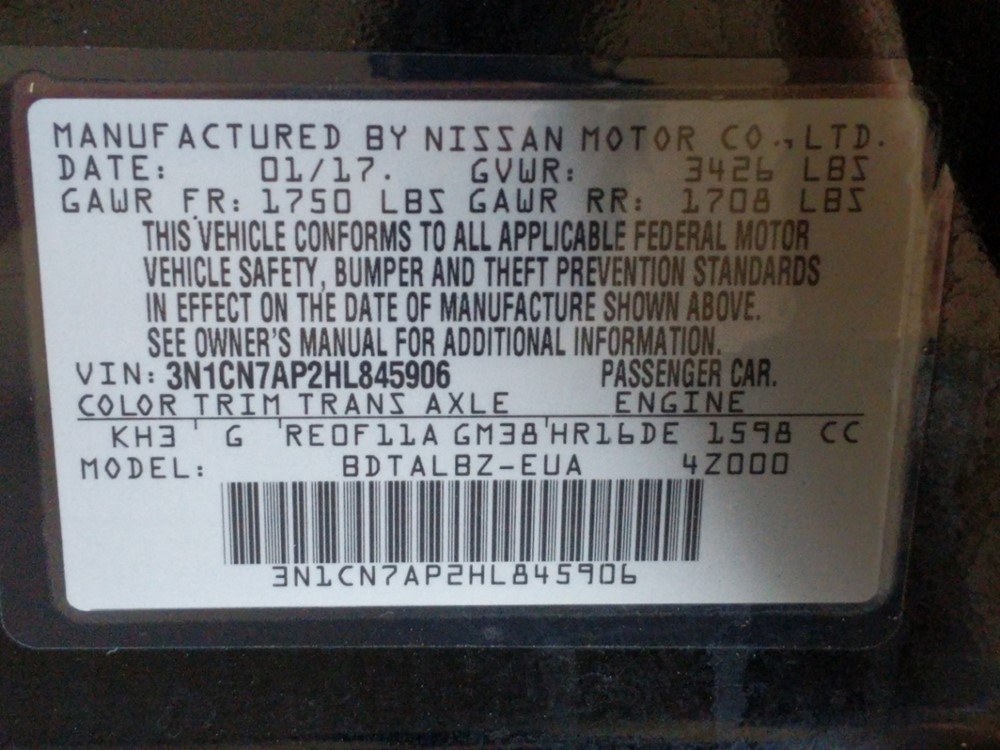 MANUFACTURED BY NISSAN MOTOR CO.,LTD.
DATE: 01/17. GVWR: 3426 LBS
GAWR FR: 1750 LBS GAWR RR: 1708 LBS
THIS VEHICLE CONFORMS TO ALL APPLICABLE FEDERAL MOTOR
VEHICLE SAFETY, BUMPER AND THEFT PREVENTION STANDARDS
IN EFFECT ON THE DATE OF MANUFACTURE SHOWN ABOVE.
SEE OWNER'S MANUAL FOR ADDITIONAL INFORMATION.
VIN: 3N1CN7AP2HL845906 PASSENGER CAR.
COLOR TRIM TRANS AXLE ENGINE
KH3 ' G 'RE0F11A GM38'HR16DE 1598 CC
MODEL: BDTALBZ-EUA 4Z000
3N1CN7AP2HL845906